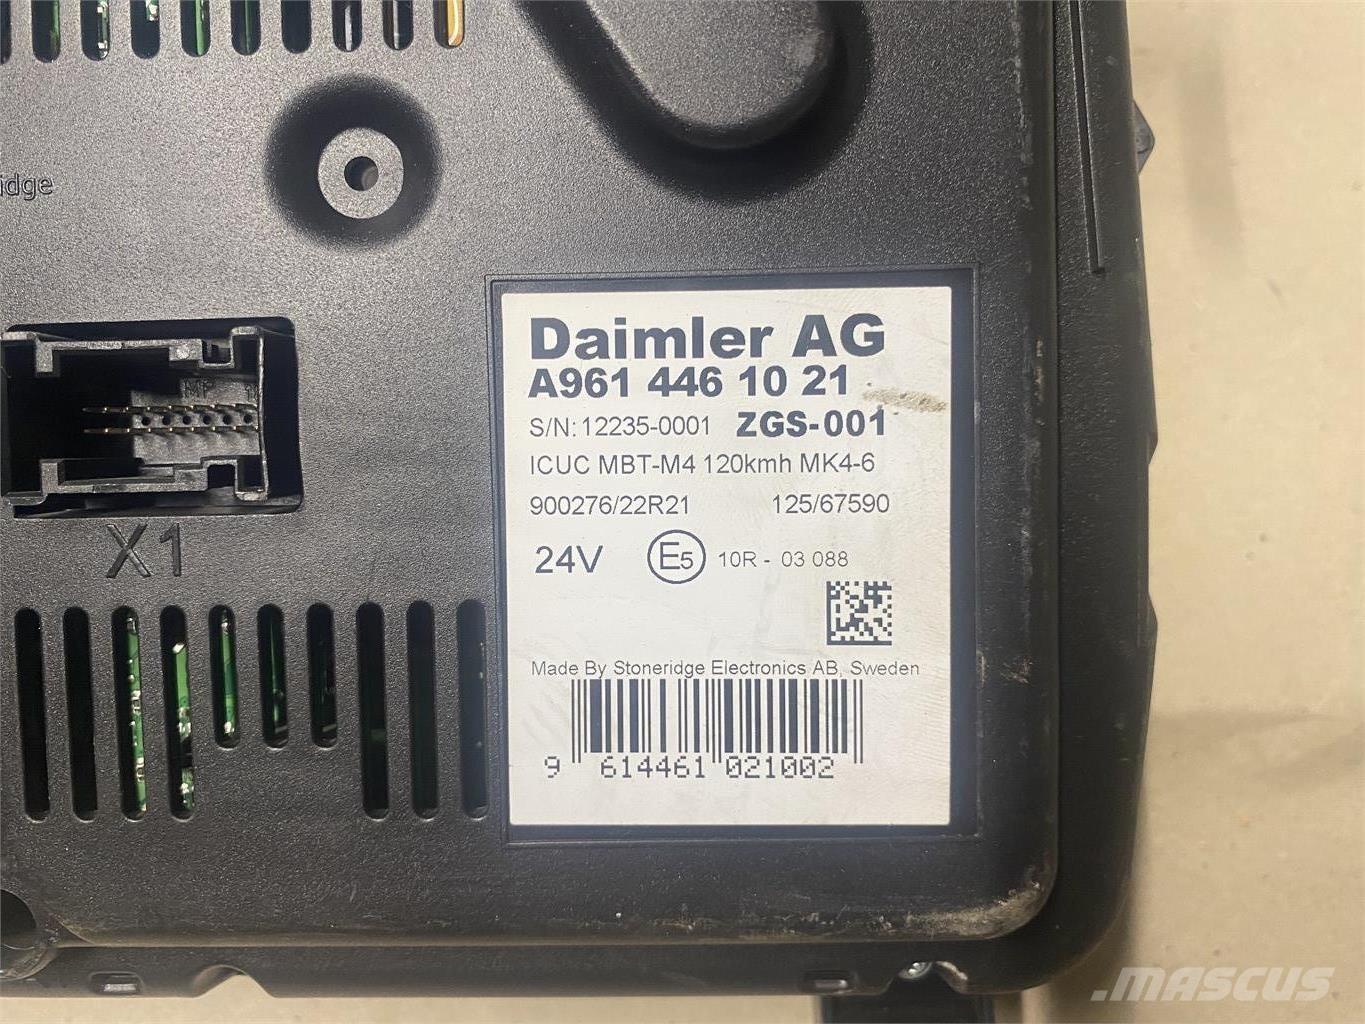 idge
MP
X1
Daimler AG
A961 446 10 21
S/N: 12235-0001 ZGS-001
ICUC MBT-M4 120kmh MK4-6
900276/22R21 125/67590
24V E5 10R - 03 088
Made By Stoneridge Electronics AB, Sweden
9 614461 021002
MASCUS